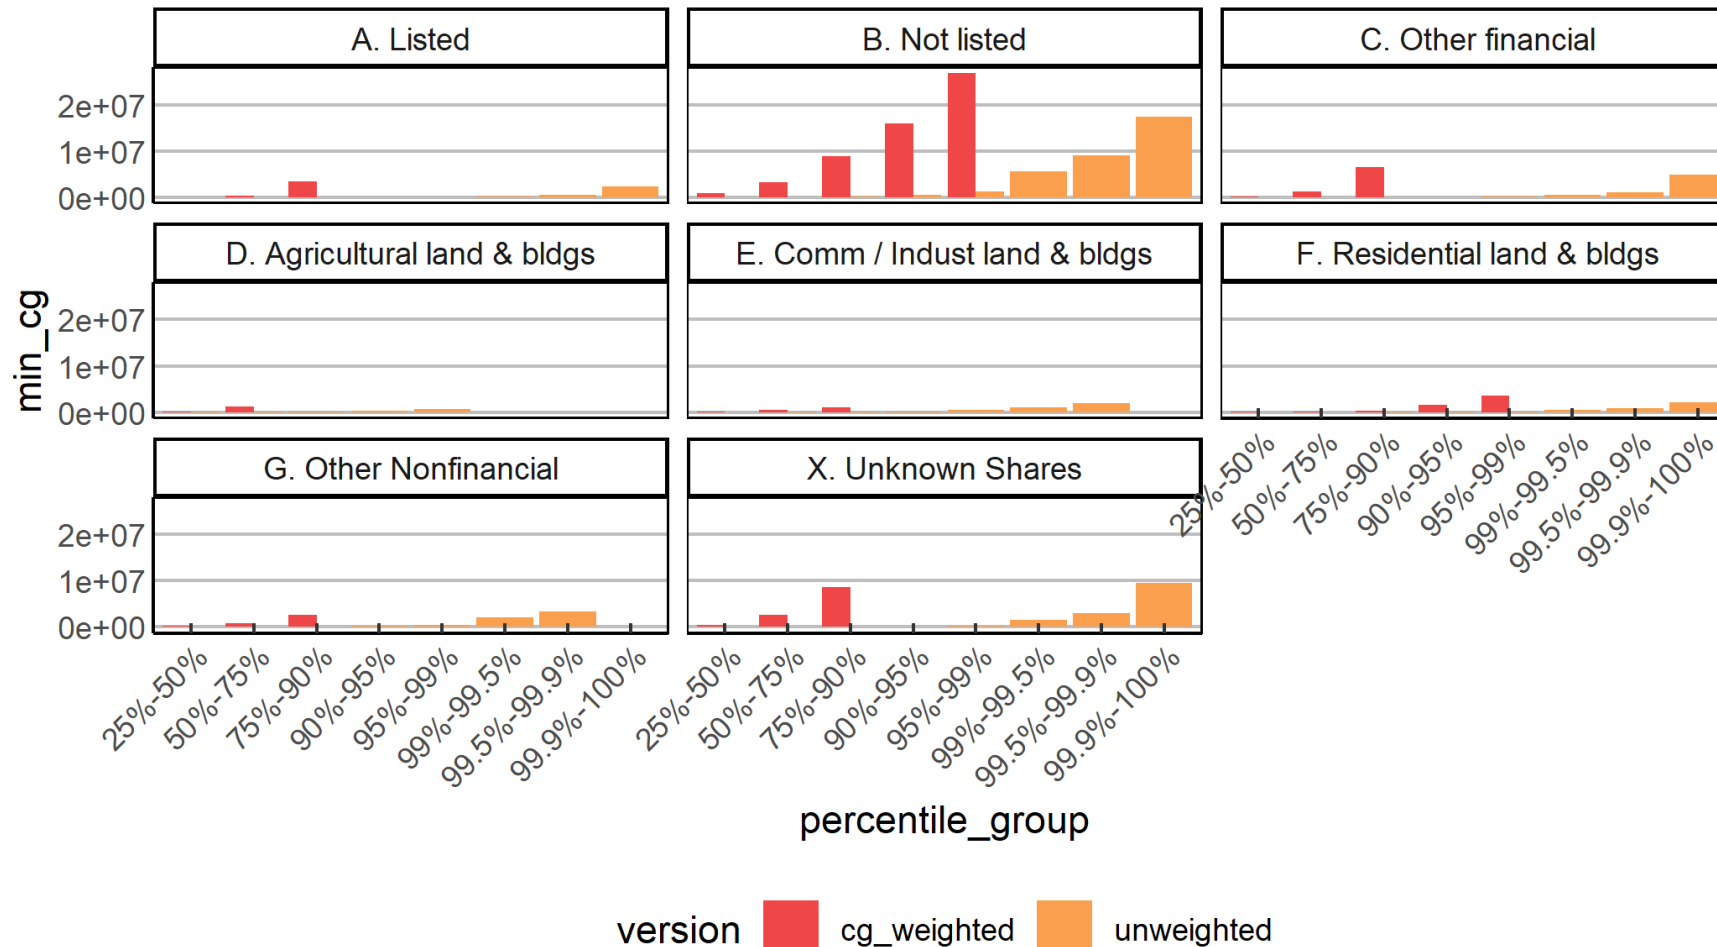 A. Listed
B. Not listed
C. Other financial
2e+07
1e+07
0e+00
D. Agricultural land & bldgs
E. Comm / Indust land & bldgs
F. Residential land & bldgs
min_cg
2e+07
1e+07
0e+00
25%-50%
50%-75%
75%-90%
90%-95%
95%-99%
99%-99.5%
99.5%-99.9%
99.9%-100%
G. Other Nonfinancial
X. Unknown Shares
2e+07
1e+07
0e+00
25%-50%
50%-75%
75%-90%
90%-95%
95%-99%
99%-99.5%
99.5%-99.9%
99.9%-100%
25%-50%
50%-75%
75%-90%
90%-95%
95%-99%
99%-99.5%
99.5%-99.9%
99.9%-100%
percentile_group
version cg_weighted unweighted